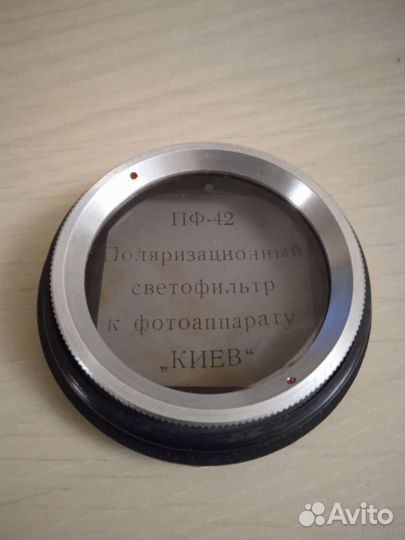 ПФ-42
Поляризационный
светофильтр
к фотоаппарату
„КИЕВ“
Avito